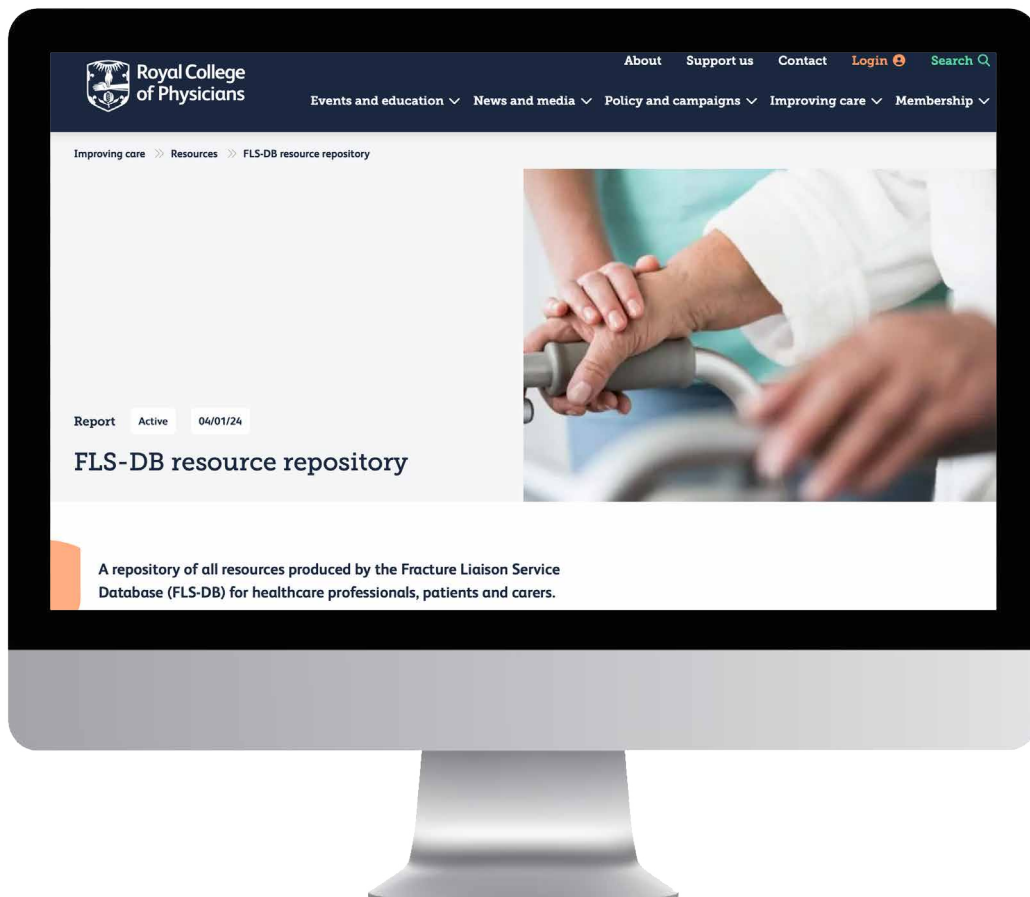 Royal College
of Physicians
About Support us Contact Login Search
Events and education News and media Policy and campaigns Improving care Membership
Improving care Resources FLS-DB resource repository
Report Active 04/01/24
FLS-DB resource repository
A repository of all resources produced by the Fracture Liaison Service
Database (FLS-DB) for healthcare professionals, patients and carers.